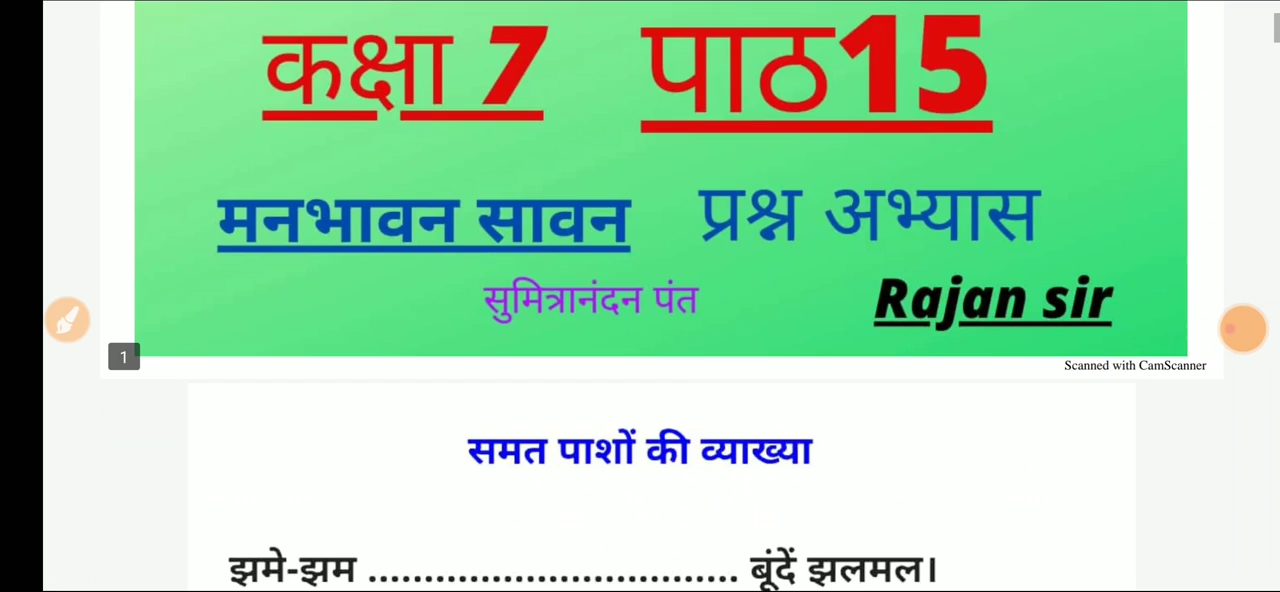 कक्षा 7 पाठ15
मनभावन सावन प्रश्न अभ्यास
सुमित्रानंदन पंत Rajan sir
1
Scanned with CamScanner
समत पाशों की व्याख्या
झमे-झम ................................. बूंदें झलमल।